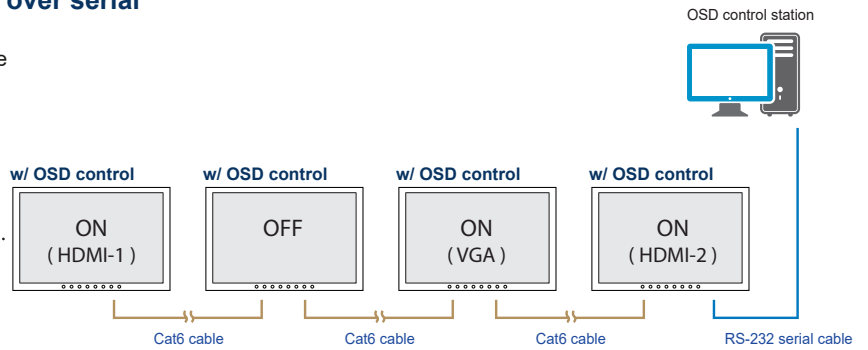 over serial
OSD control station
e
w/ OSD control
w/ OSD control
w/ OSD control
w/ OSD control
ON
( HDMI-1 )
OFF
ON
( VGA )
ON
( HDMI-2 )
.
Cat6 cable
Cat6 cable
Cat6 cable
RS-232 serial cable